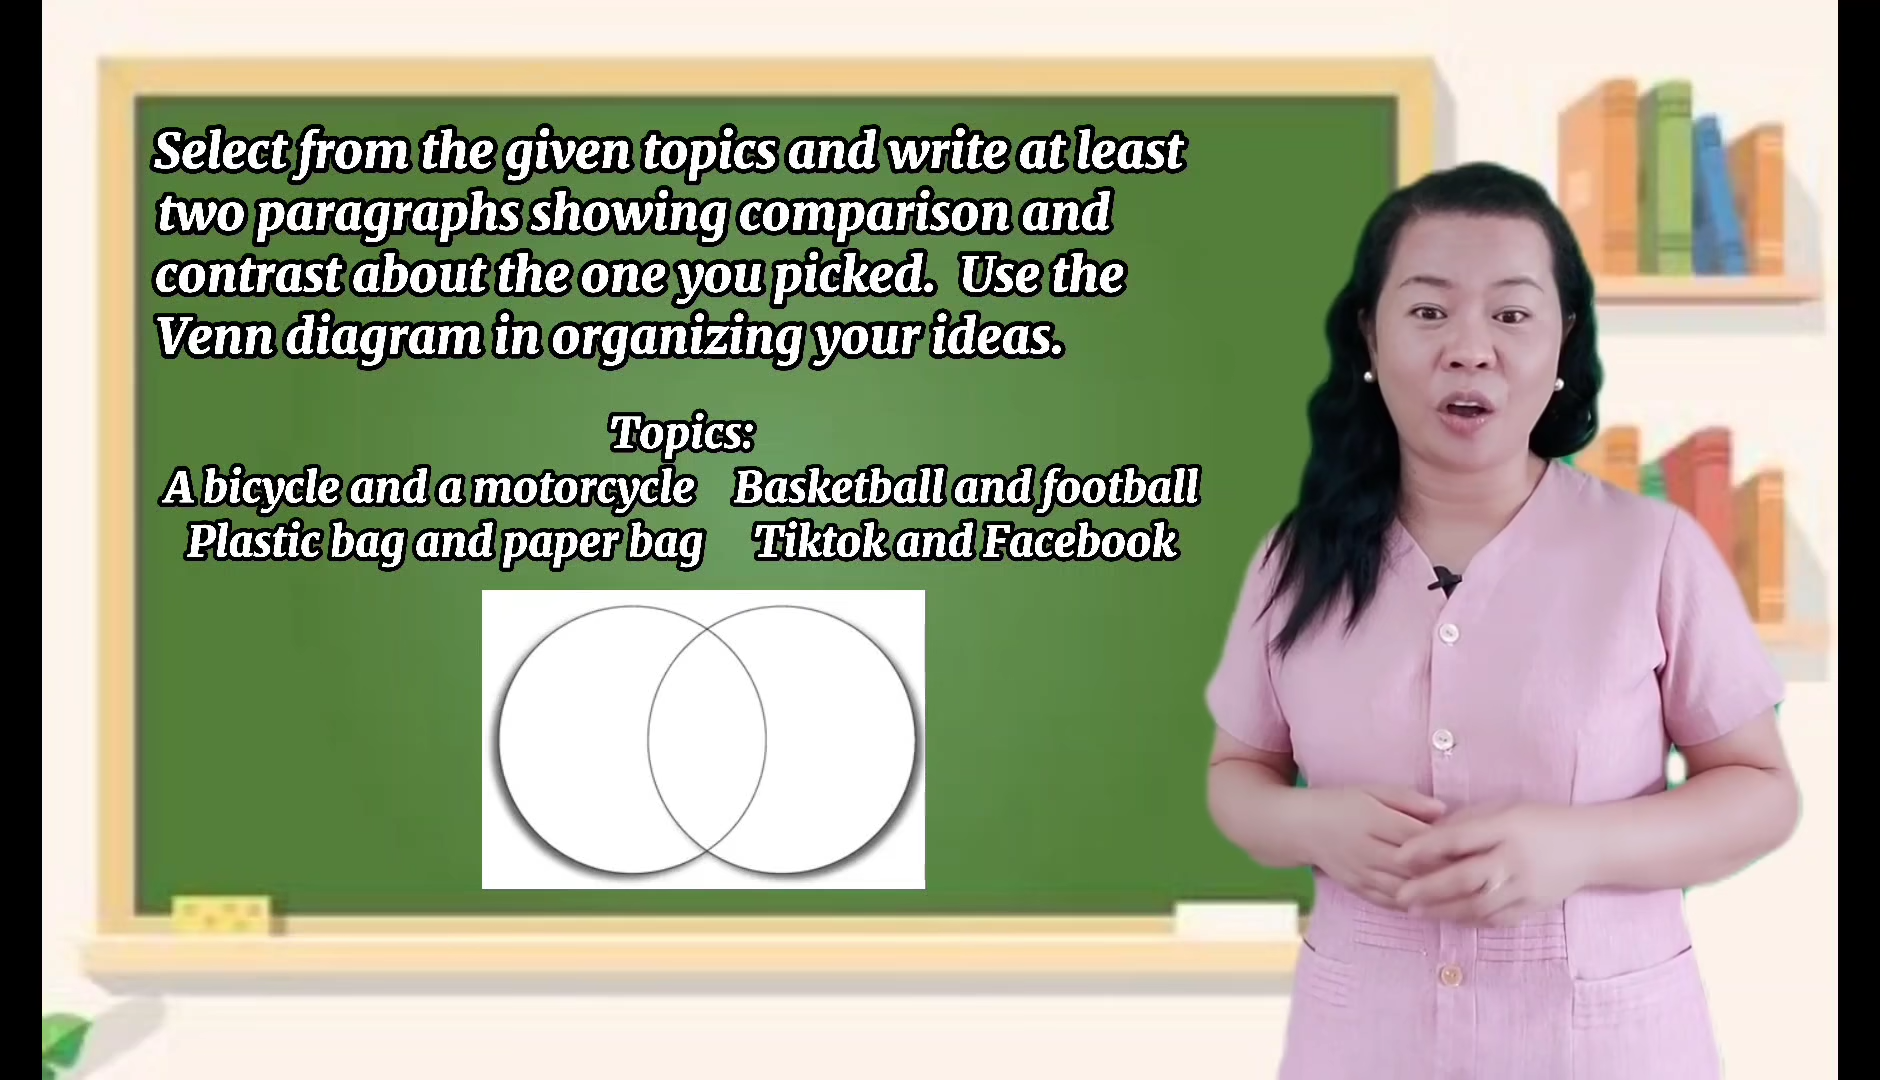 Select from the given topics and write at least
two paragraphs showing comparison and
contrast about the one you picked.  Use the
Venn diagram in organizing your ideas.
Topics:
A bicycle and a motorcycle    Basketball and football
Plastic bag and paper bag    Tiktok and Facebook